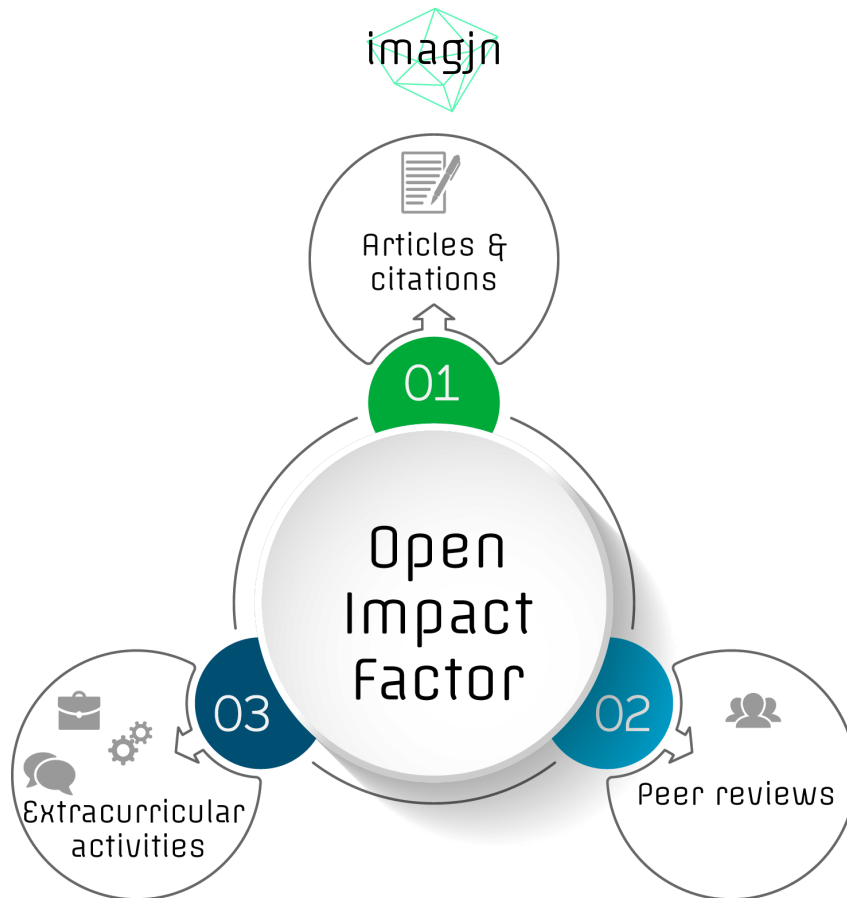 imagjn
Articles &
citations
01
Open
Impact
Factor
03
02
Extracurricular
activities
Peer reviews